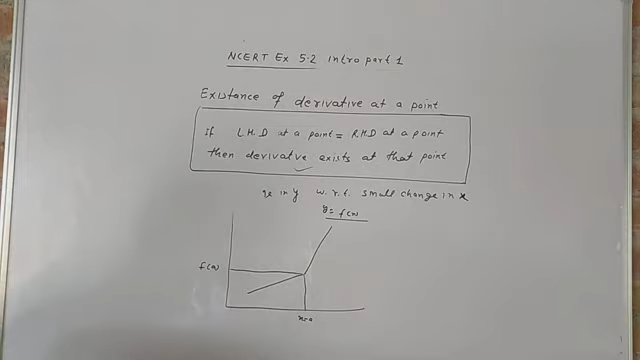 NCERT Ex 5.2 intro part 1
Existance of derivative at a point
If L.H.D at a point = R.H.D at a point
then derivative exists at that point
in y w.r.t. small change in x
y = f(x)
f(a)
x=a